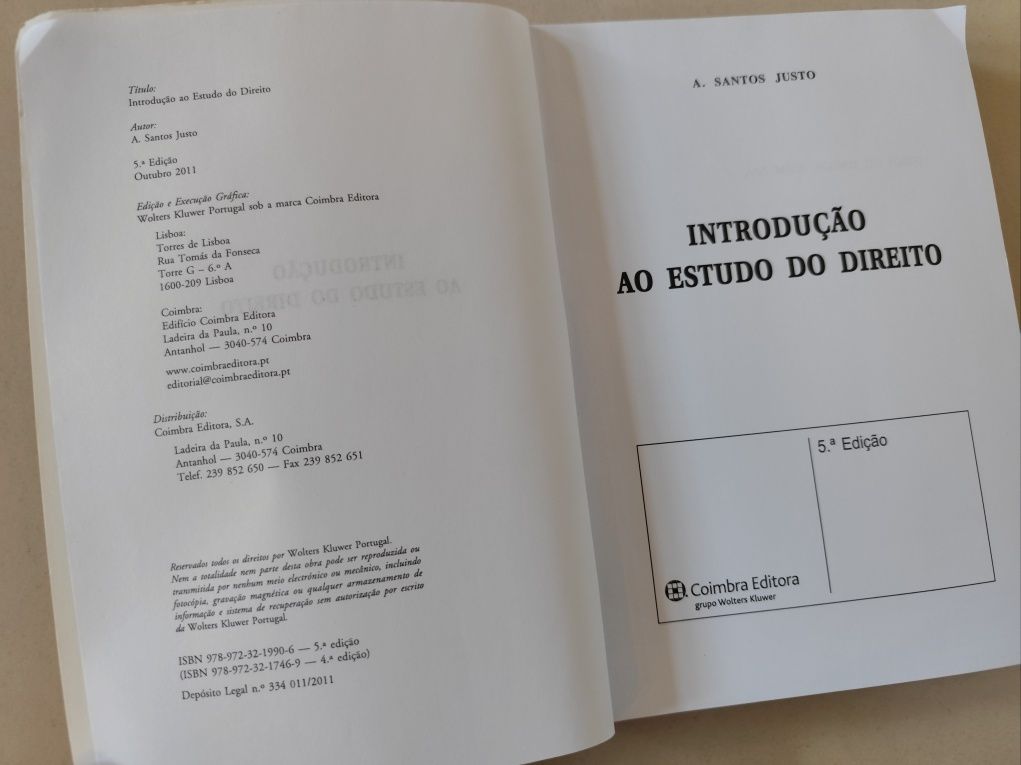 Título:
Introdução ao Estudo do Direito
Autor:
A. Santos Justo
5.ª Edição
Outubro 2011
Edição e Execução Gráfica:
Wolters Kluwer Portugal sob a marca Coimbra Editora
Lisboa:
Torres de Lisboa
Rua Tomás da Fonseca
Torre G – 6.º A
1600-209 Lisboa
Coimbra:
Edifício Coimbra Editora
Ladeira da Paula, n.º 10
Antanhol — 3040-574 Coimbra
www.coimbraeditora.pt
editorial@coimbraeditora.pt
Distribuição:
Coimbra Editora, S.A.
Ladeira da Paula, n.º 10
Antanhol — 3040-574 Coimbra
Telef. 239 852 650 — Fax 239 852 651
Reservados todos os direitos por Wolters Kluwer Portugal.
Nem a totalidade nem parte desta obra pode ser reproduzida ou
transmitida por nenhum meio electrónico ou mecânico, incluindo
fotocópia, gravação magnética ou qualquer armazenamento de
informação e sistema de recuperação sem autorização por escrito
da Wolters Kluwer Portugal.
ISBN 978-972-32-1990-6 — 5.ª edição
(ISBN 978-972-32-1746-9 — 4.ª edição)
Depósito Legal n.º 334 011/2011
A. SANTOS JUSTO
INTRODUÇÃO
AO ESTUDO DO DIREITO
5.ª Edição
Coimbra Editora
grupo Wolters Kluwer